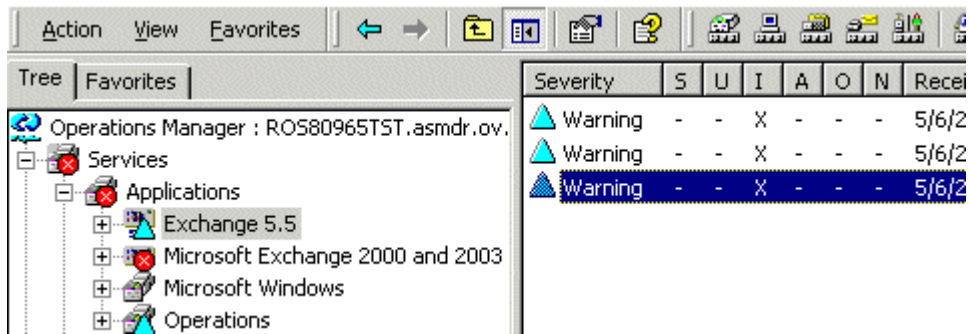 Action View Favorites
Tree Favorites
Severity S U I A O N Recei
Operations Manager : ROS80965TST.asmdr.ov.
Services
Applications
Exchange 5.5
Microsoft Exchange 2000 and 2003
Microsoft Windows
Operations
Warning - - X - - - 5/6/2
Warning - - X - - - 5/6/2
Warning - - X - - - 5/6/2